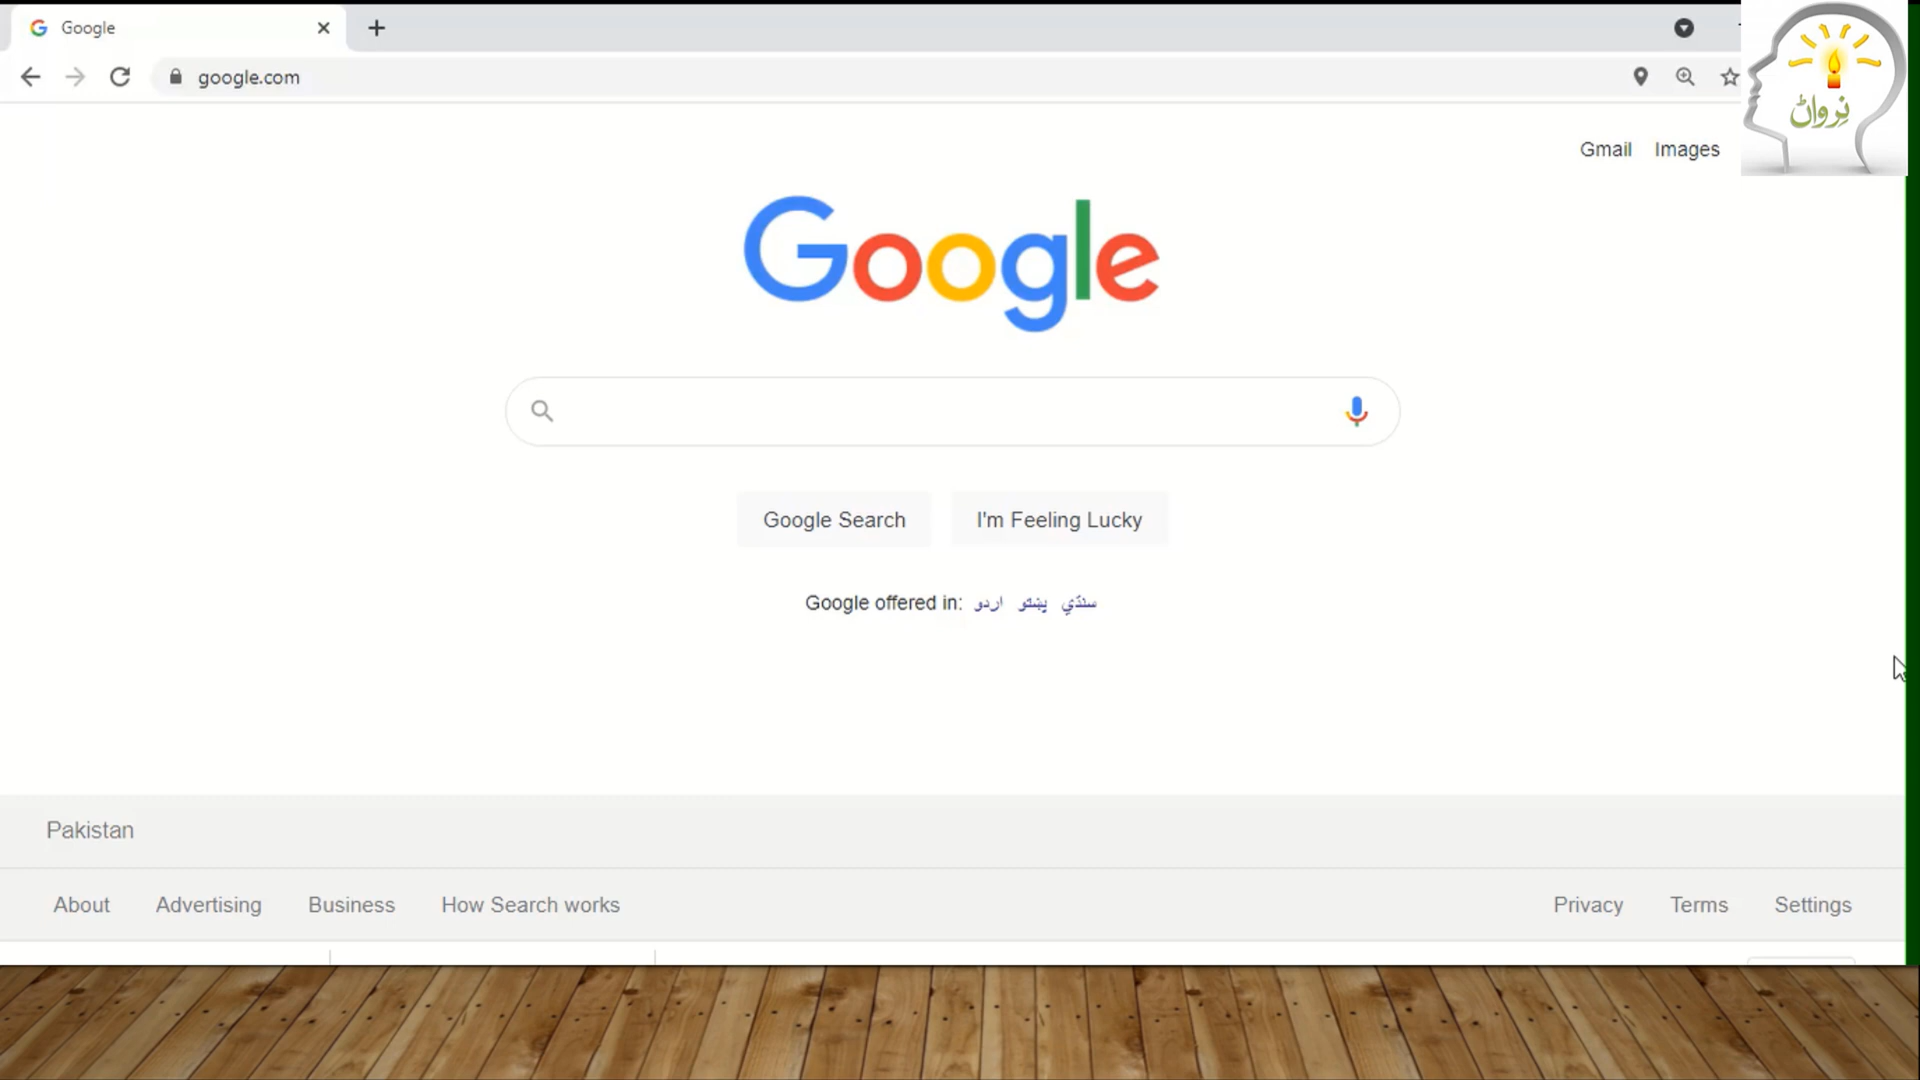 Google
google.com
Gmail Images
نِروان
Google
Google Search I'm Feeling Lucky
Google offered in: اردو پښتو سنڌي
Pakistan
About Advertising Business How Search works Privacy Terms Settings